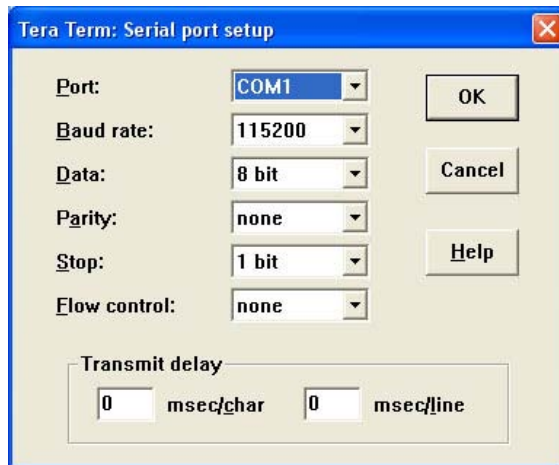 Tera Term: Serial port setup
Port: COM1 OK
Baud rate: 115200
Data: 8 bit Cancel
Parity: none
Stop: 1 bit Help
Flow control: none
Transmit delay
0 msec/char 0 msec/line